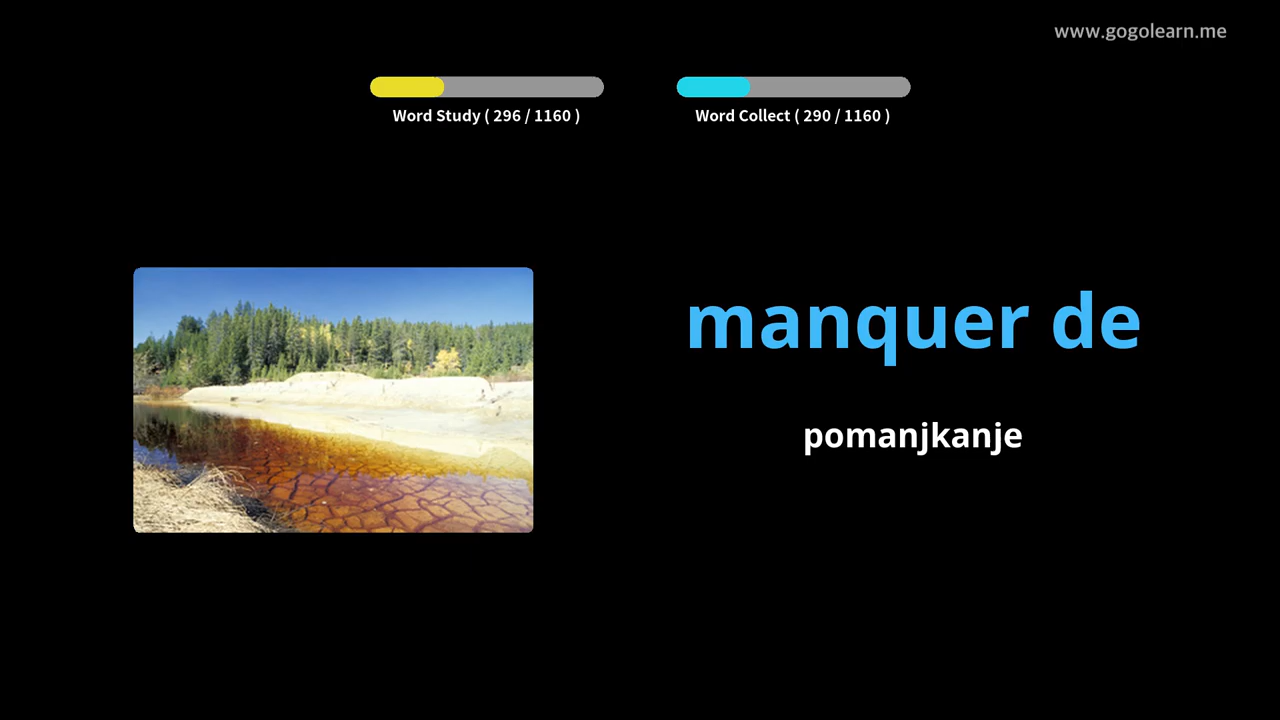 www.gogolearn.me
Word Study ( 296 / 1160 )
Word Collect ( 290 / 1160 )
manquer de
pomanjkanje